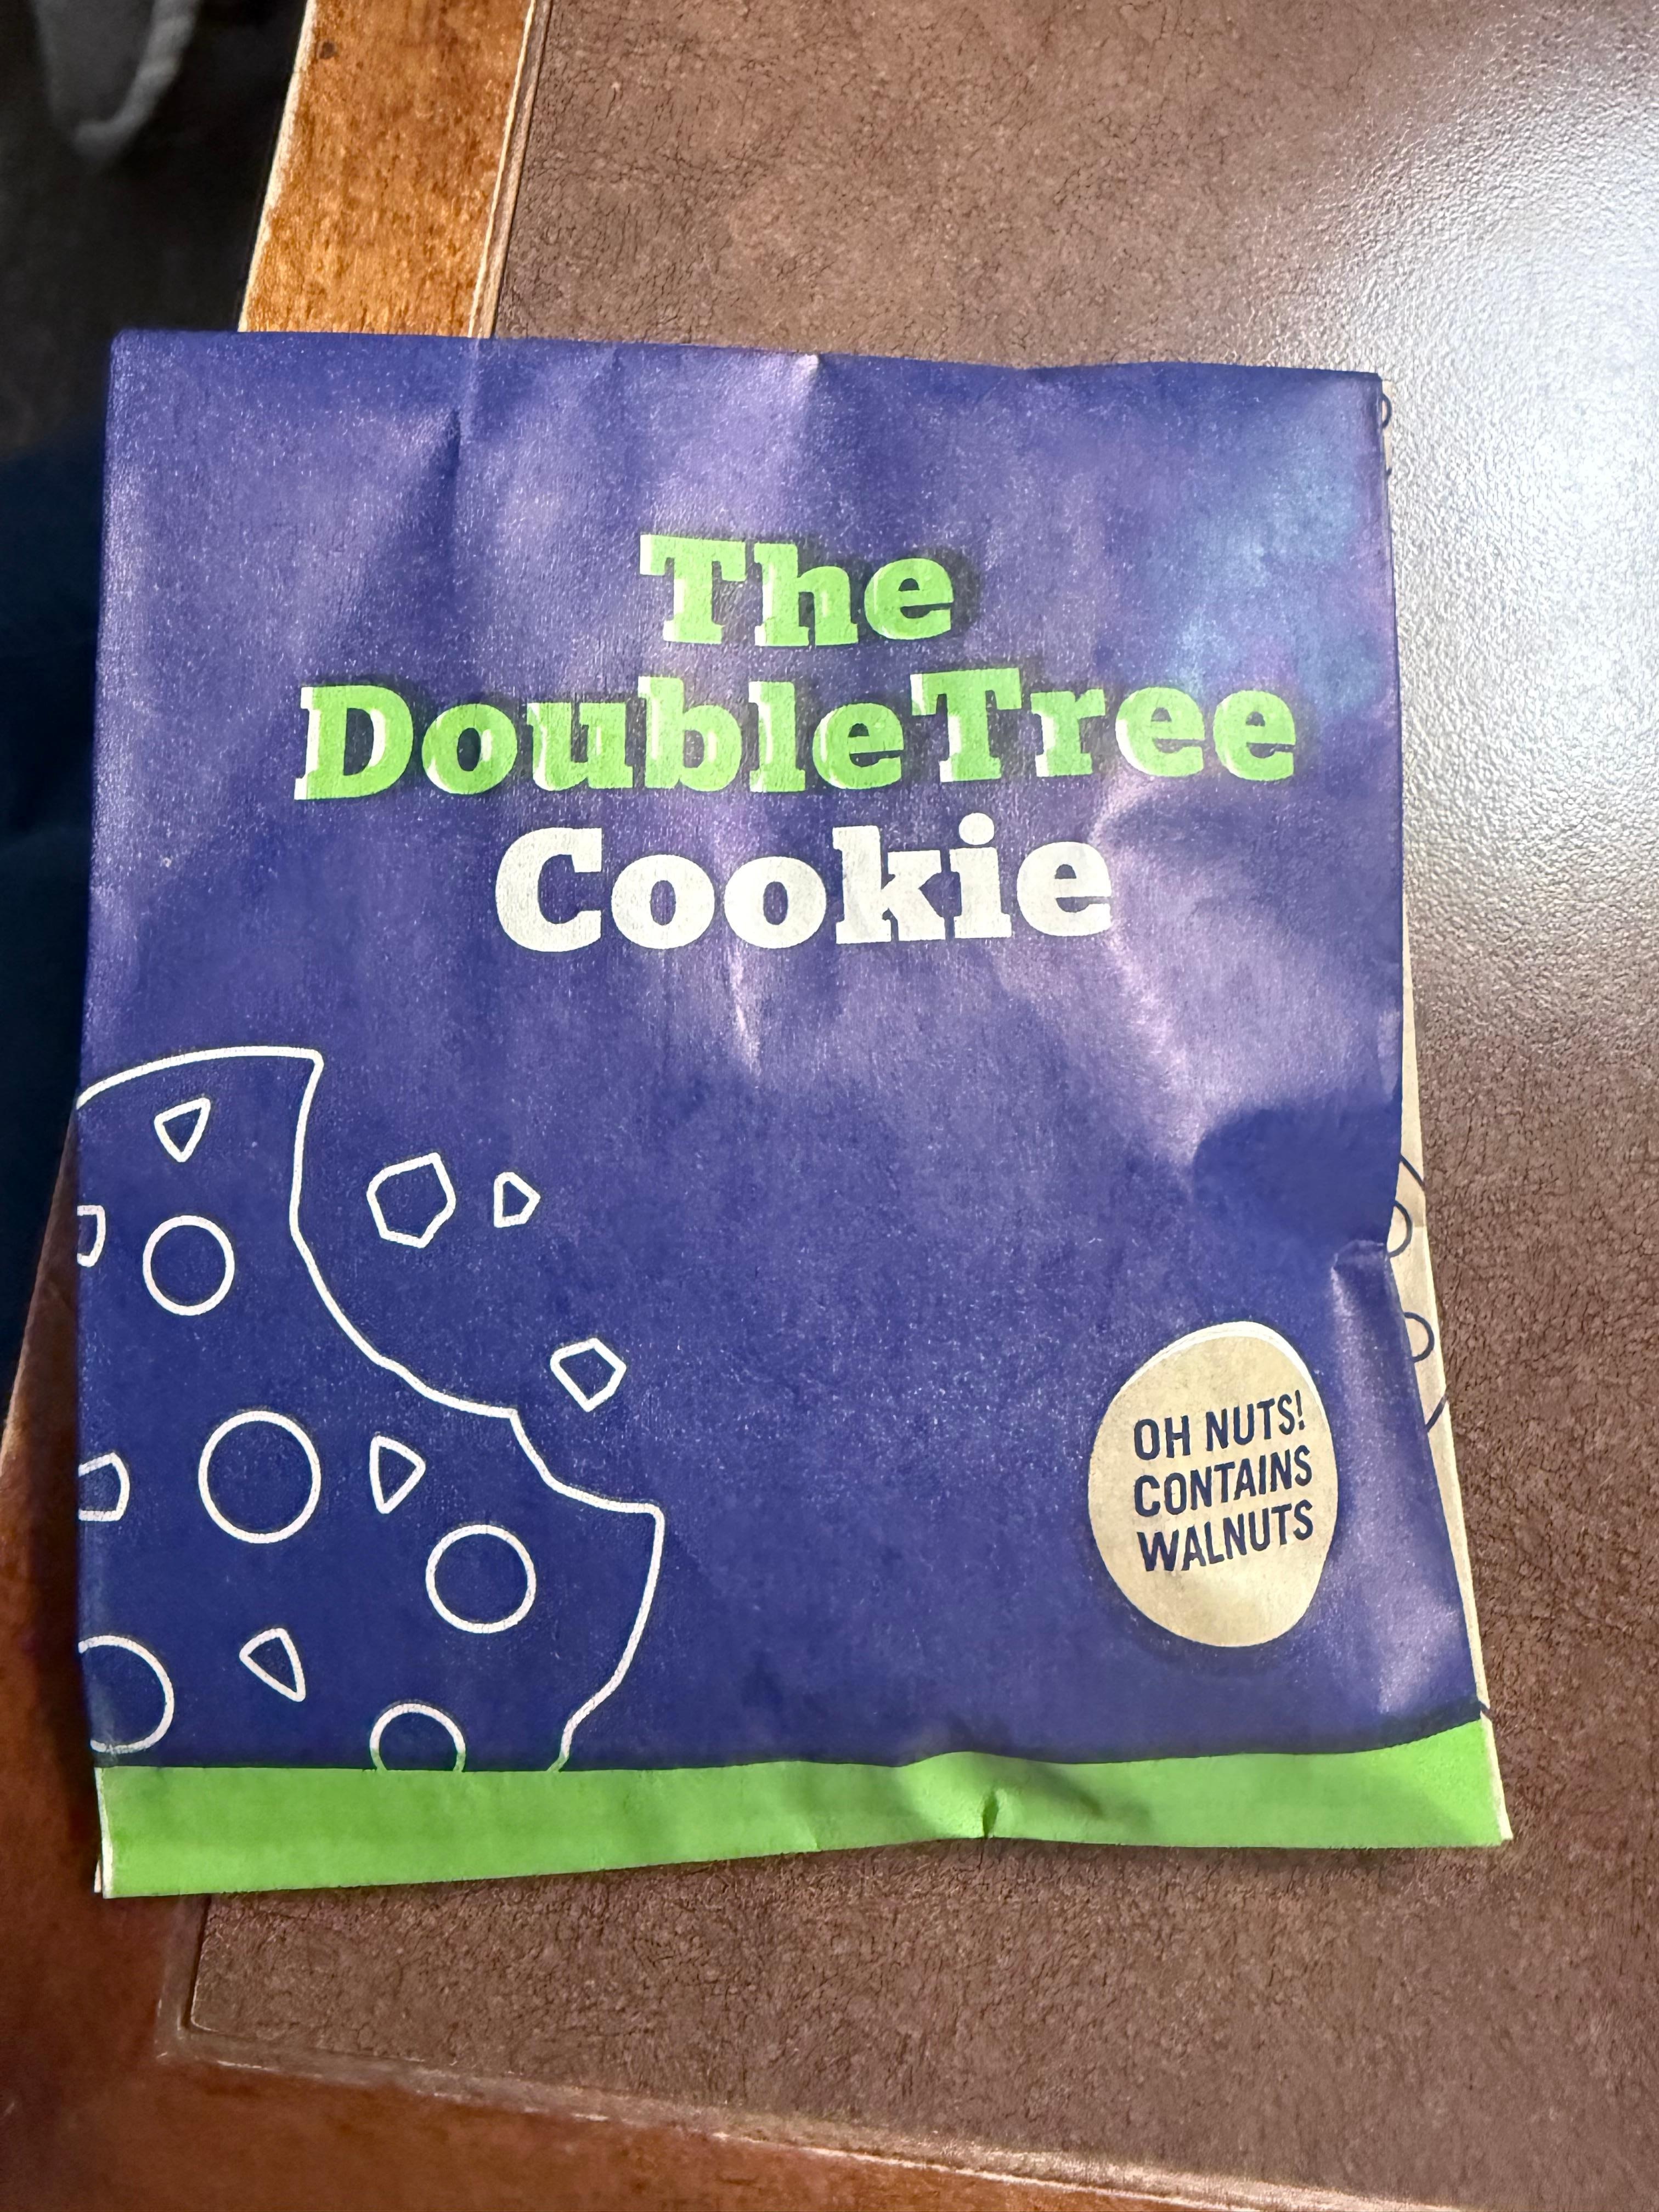 The
DoubleTree
Cookie
OH NUTS!
CONTAINS
WALNUTS